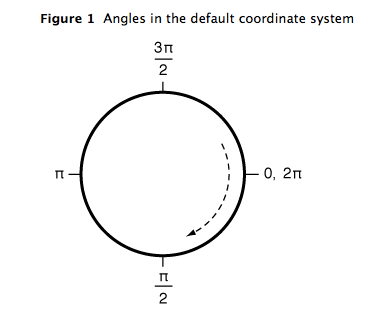 Figure 1 Angles in the default coordinate system
3π
2
π
0, 2π
π
2